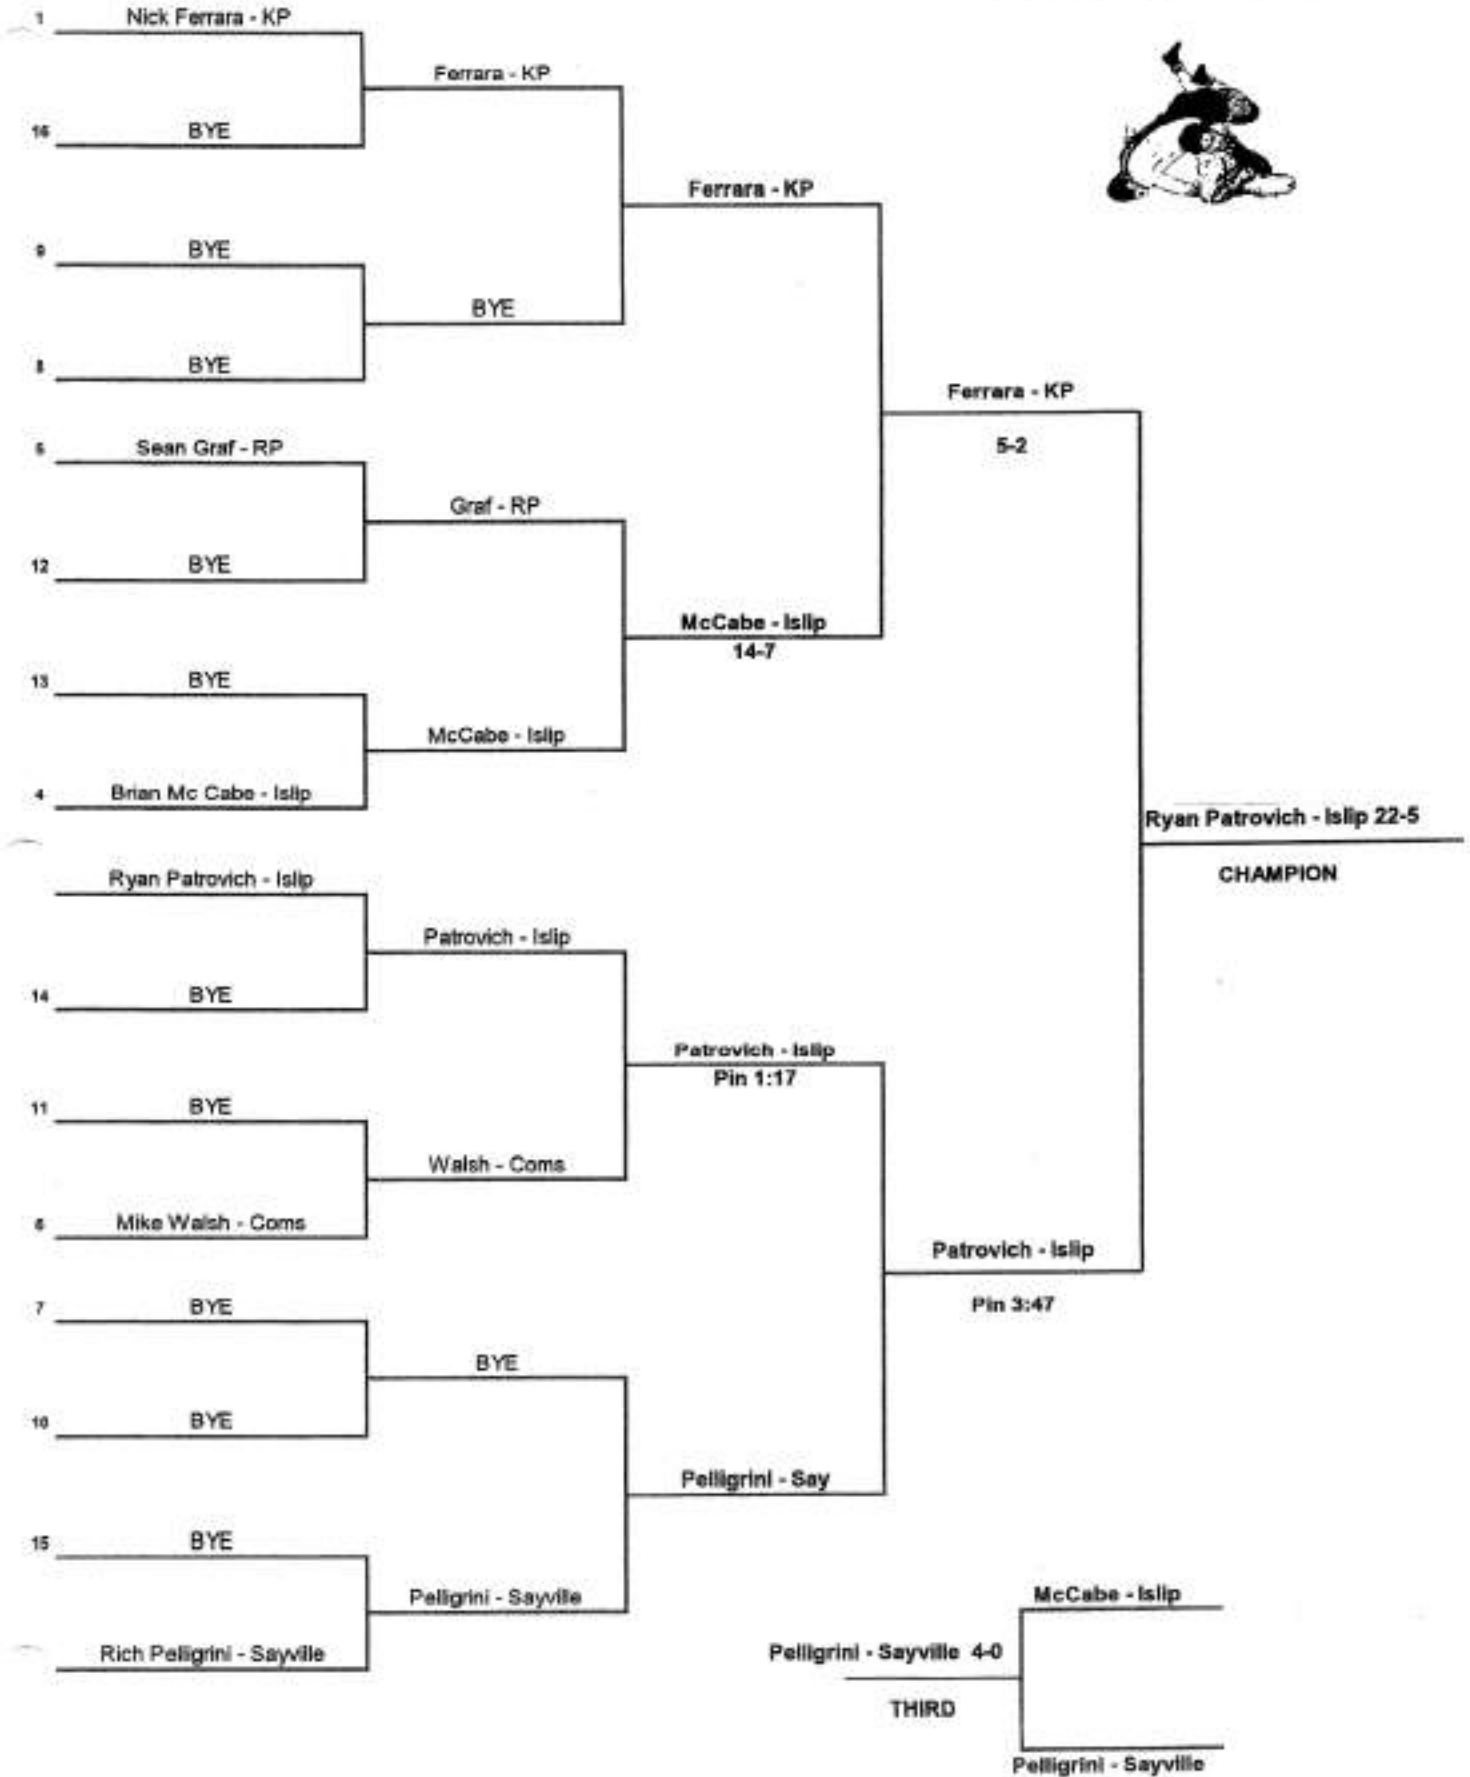 1 Nick Ferrara - KP
Ferrara - KP
16 BYE
Ferrara - KP
9 BYE
BYE
8 BYE
Ferrara - KP
5-2
5 Sean Graf - RP
Graf - RP
12 BYE
McCabe - Islip
14-7
13 BYE
McCabe - Islip
4 Brian Mc Cabe - Islip
Ryan Patrovich - Islip 22-5
CHAMPION
Ryan Patrovich - Islip
Patrovich - Islip
14 BYE
Patrovich - Islip
Pin 1:17
11 BYE
Walsh - Coms
6 Mike Walsh - Coms
Patrovich - Islip
Pin 3:47
7 BYE
BYE
10 BYE
Pelligrini - Say
15 BYE
Pelligrini - Sayville
Rich Pelligrini - Sayville
McCabe - Islip
Pelligrini - Sayville 4-0
THIRD
Pelligrini - Sayville